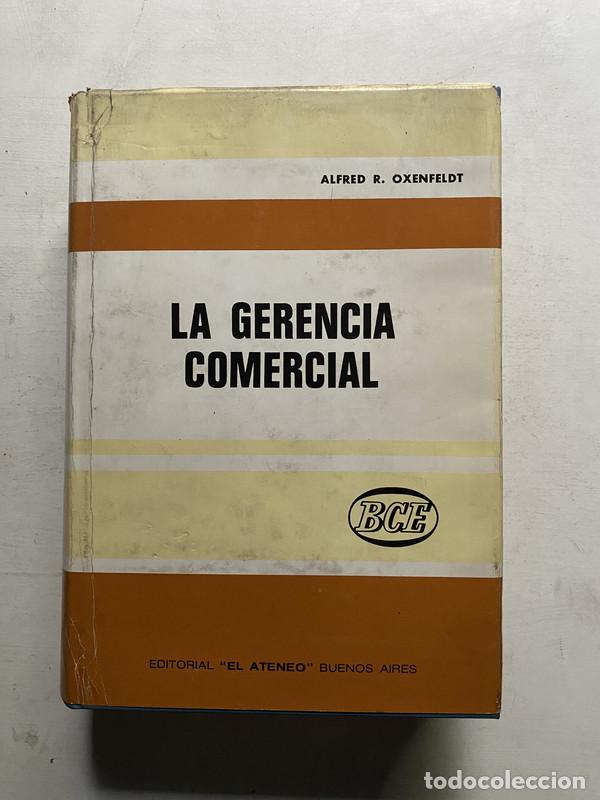 ALFRED R. OXENFELDT
LA GERENCIA
COMERCIAL
BCE
EDITORIAL "EL ATENEO" BUENOS AIRES
todocoleccion